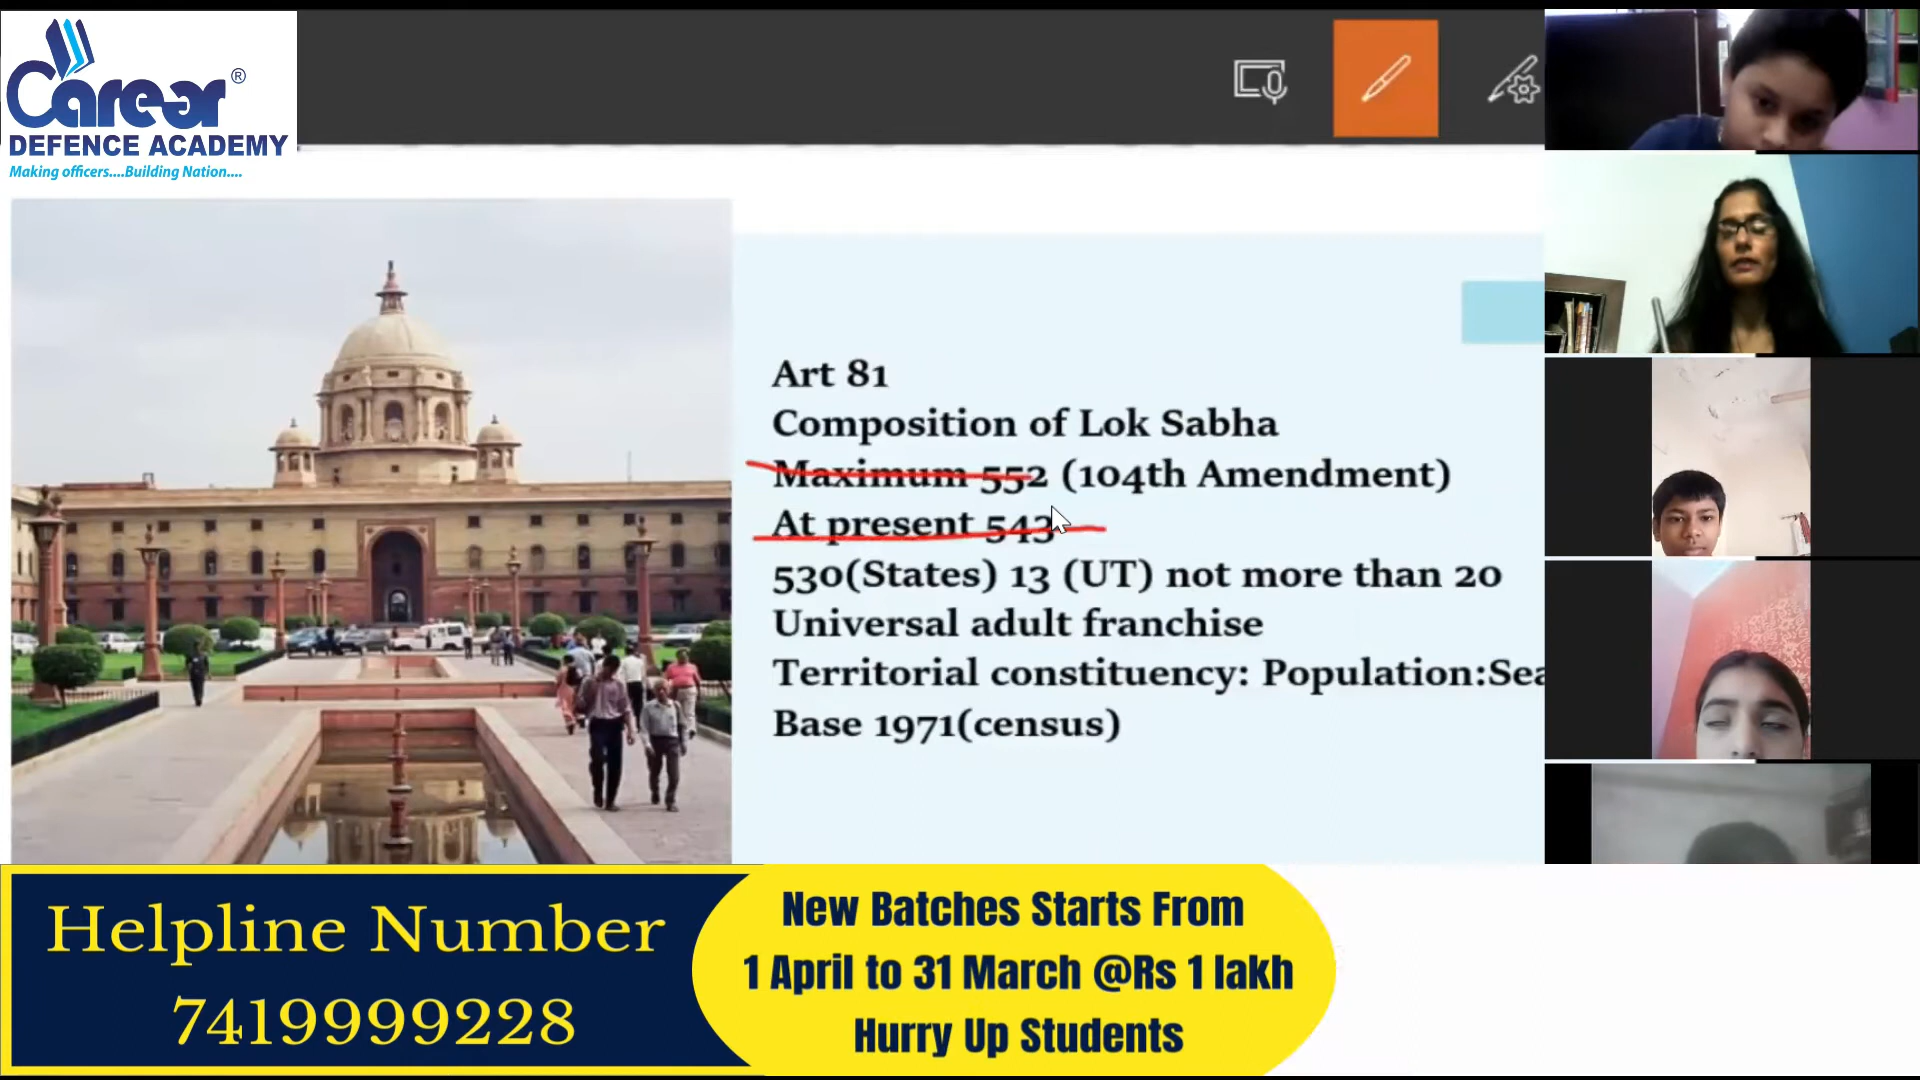 Carear®
DEFENCE ACADEMY
Making officers....Building Nation....
Art 81
Composition of Lok Sabha
Maximum 552 (104th Amendment)
At present 543
530(States) 13 (UT) not more than 20
Universal adult franchise
Territorial constituency: Population:Sea
Base 1971(census)
Helpline Number
7419999228
New Batches Starts From
1 April to 31 March @Rs 1 lakh
Hurry Up Students